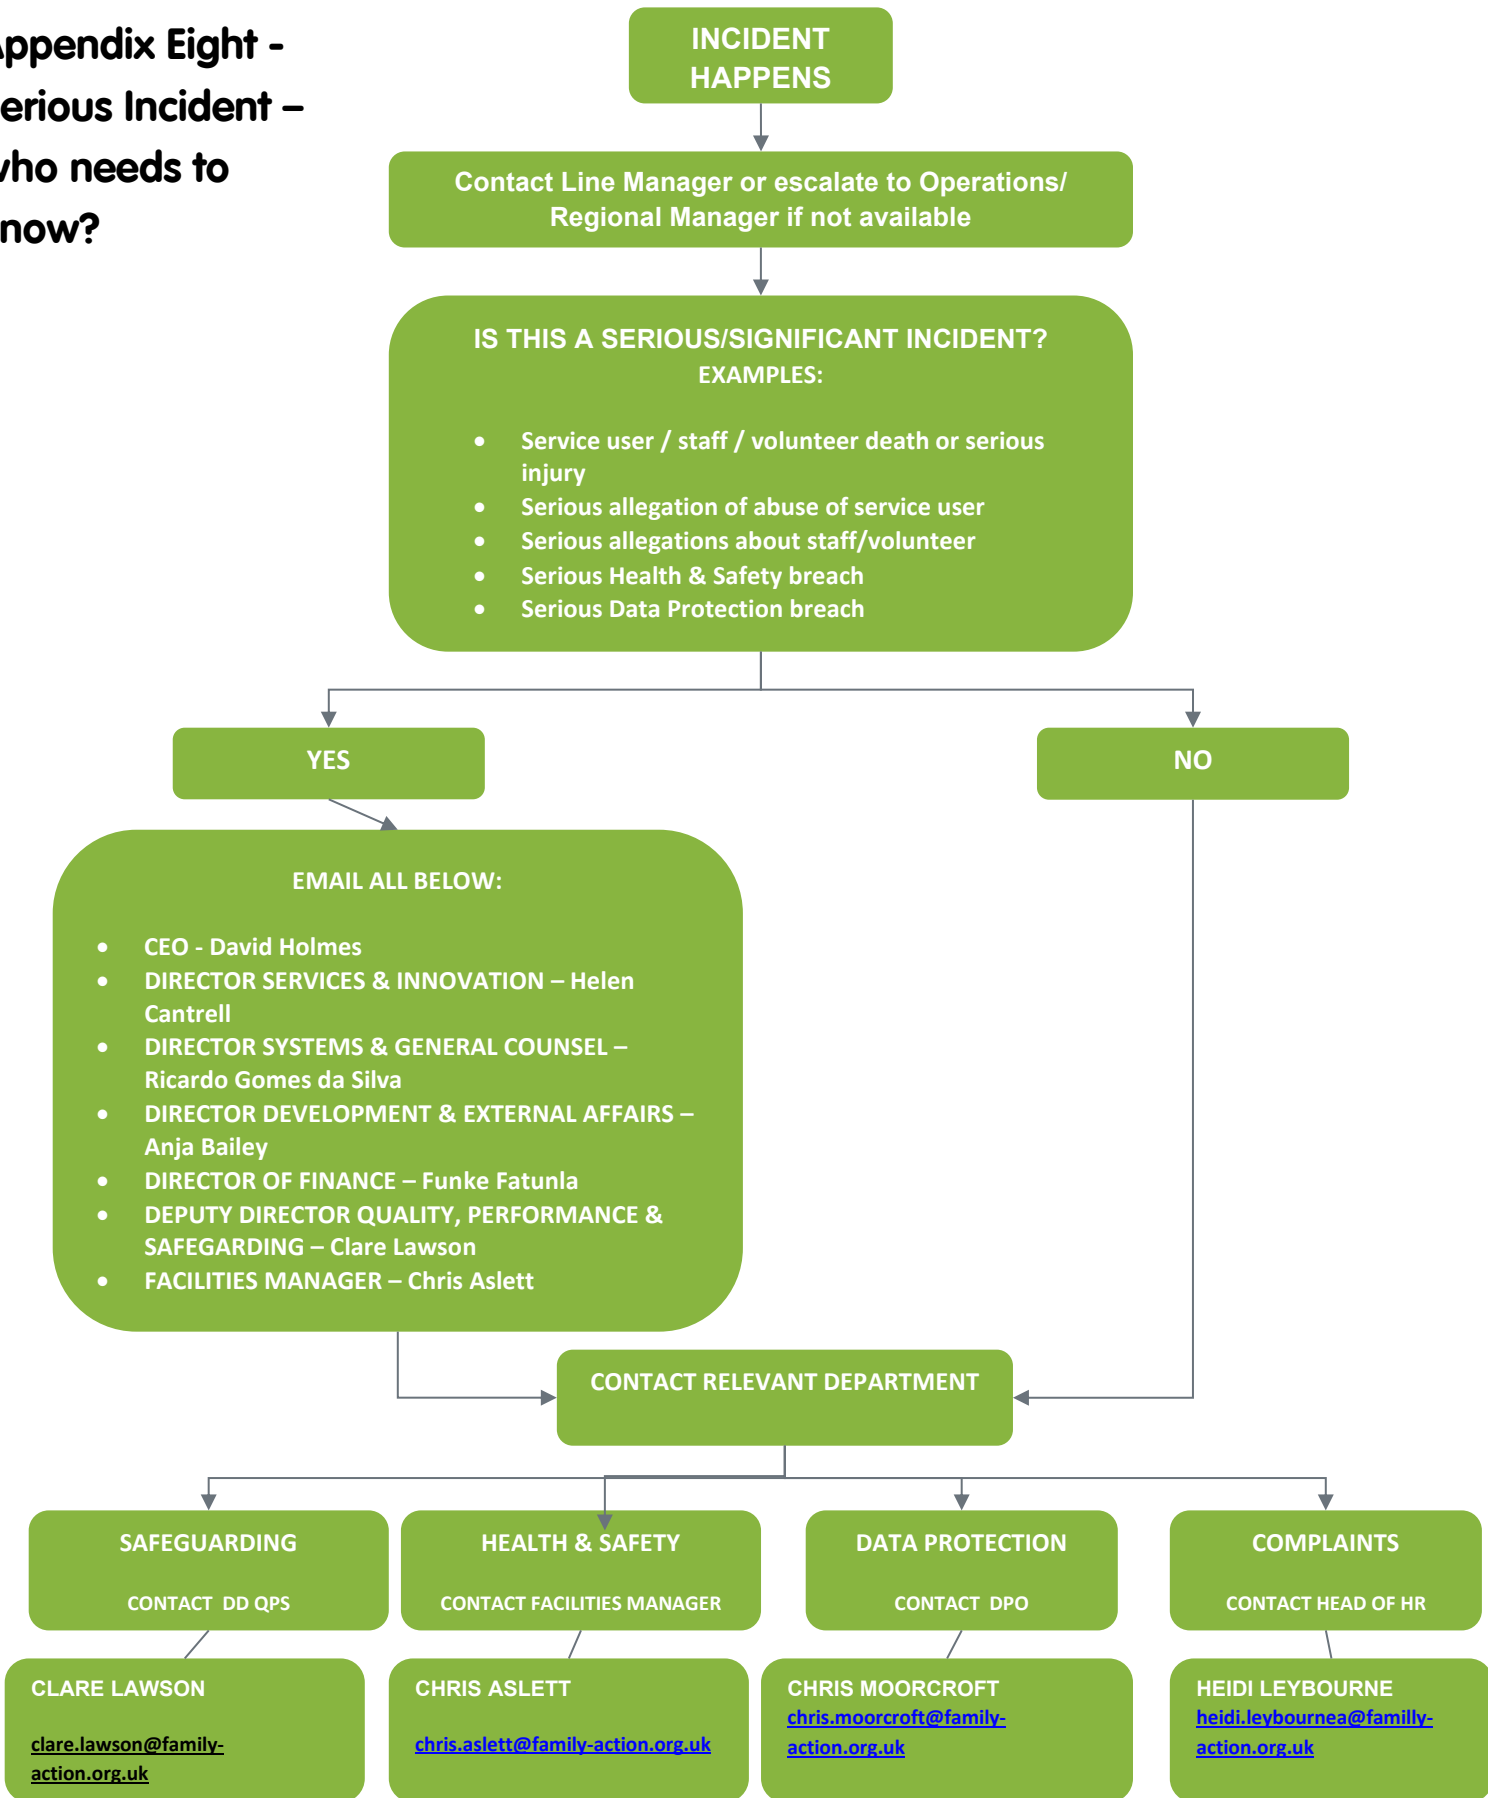 Appendix Eight -
erious Incident –
who needs to
now?
INCIDENT
HAPPENS
Contact Line Manager or escalate to Operations/
Regional Manager if not available
IS THIS A SERIOUS/SIGNIFICANT INCIDENT?
EXAMPLES:
• Service user / staff / volunteer death or serious
injury
• Serious allegation of abuse of service user
• Serious allegations about staff/volunteer
• Serious Health & Safety breach
• Serious Data Protection breach
YES
NO
EMAIL ALL BELOW:
• CEO - David Holmes
• DIRECTOR SERVICES & INNOVATION – Helen
Cantrell
• DIRECTOR SYSTEMS & GENERAL COUNSEL –
Ricardo Gomes da Silva
• DIRECTOR DEVELOPMENT & EXTERNAL AFFAIRS –
Anja Bailey
• DIRECTOR OF FINANCE – Funke Fatunla
• DEPUTY DIRECTOR QUALITY, PERFORMANCE &
SAFEGARDING – Clare Lawson
• FACILITIES MANAGER – Chris Aslett
CONTACT RELEVANT DEPARTMENT
SAFEGUARDING
CONTACT DD QPS
HEALTH & SAFETY
CONTACT FACILITIES MANAGER
DATA PROTECTION
CONTACT DPO
COMPLAINTS
CONTACT HEAD OF HR
CLARE LAWSON
clare.lawson@family-
action.org.uk
CHRIS ASLETT
chris.aslett@family-action.org.uk
CHRIS MOORCROFT
chris.moorcroft@family-
action.org.uk
HEIDI LEYBOURNE
heidi.leybournea@familly-
action.org.uk